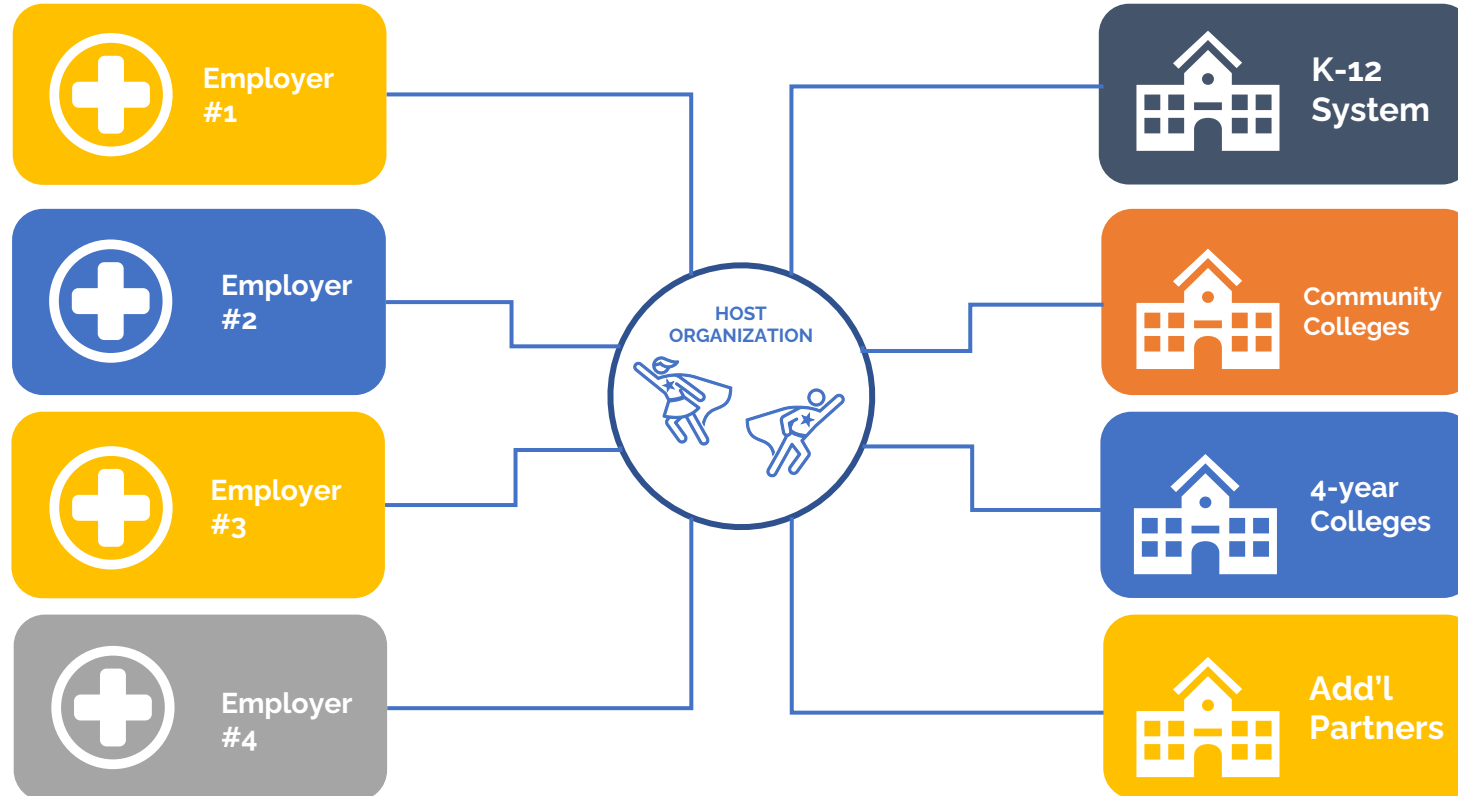 Employer
#1
Employer
#2
Employer
#3
Employer
#4
HOST
ORGANIZATION
K-12
System
Community
Colleges
4-year
Colleges
Add’l
Partners